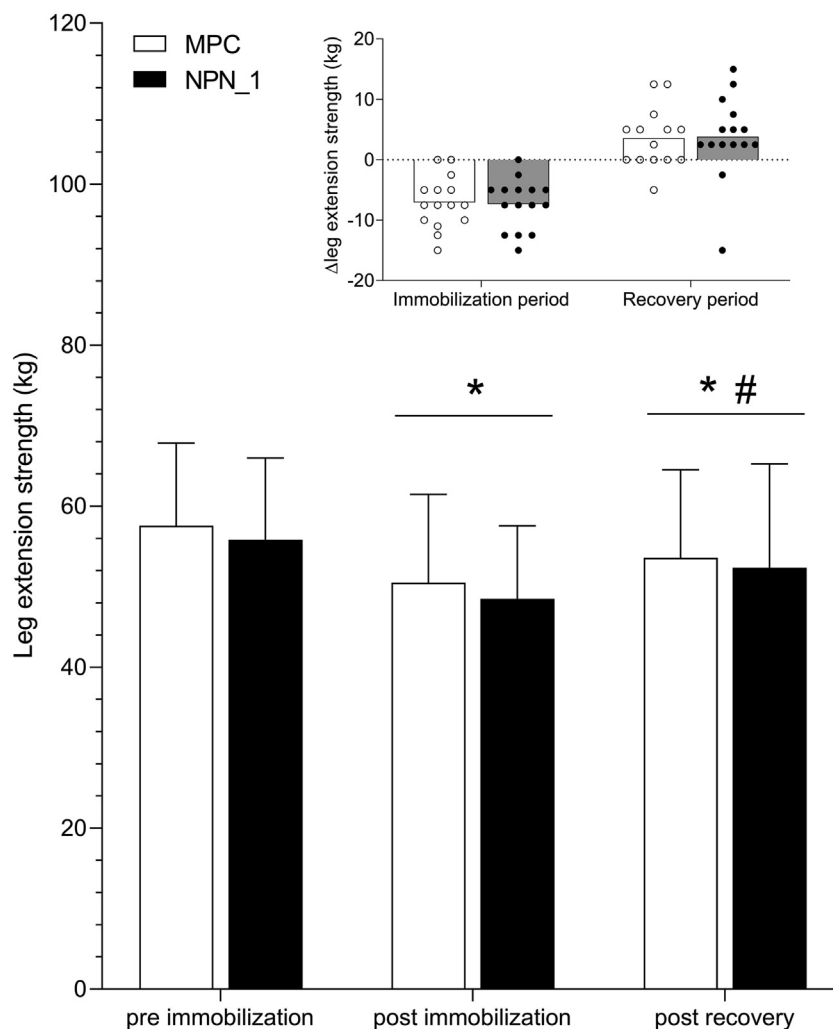 MPC
NPN_1
Leg extension strength (kg)
120
100
80
60
40
20
0
Δleg extension strength (kg)
20
10
0
-10
-20
Immobilization period Recovery period
*
* #
pre immobilization post immobilization post recovery